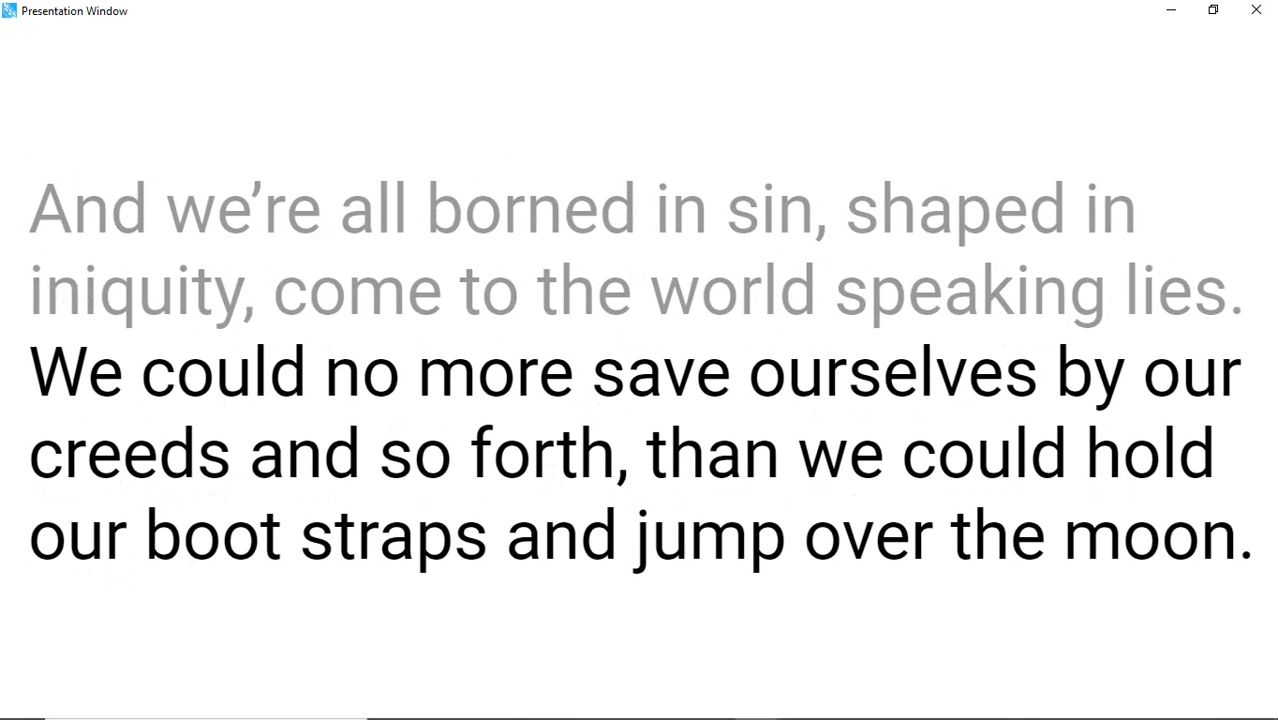 Presentation Window
And we’re all borned in sin, shaped in
iniquity, come to the world speaking lies.
We could no more save ourselves by our
creeds and so forth, than we could hold
our boot straps and jump over the moon.